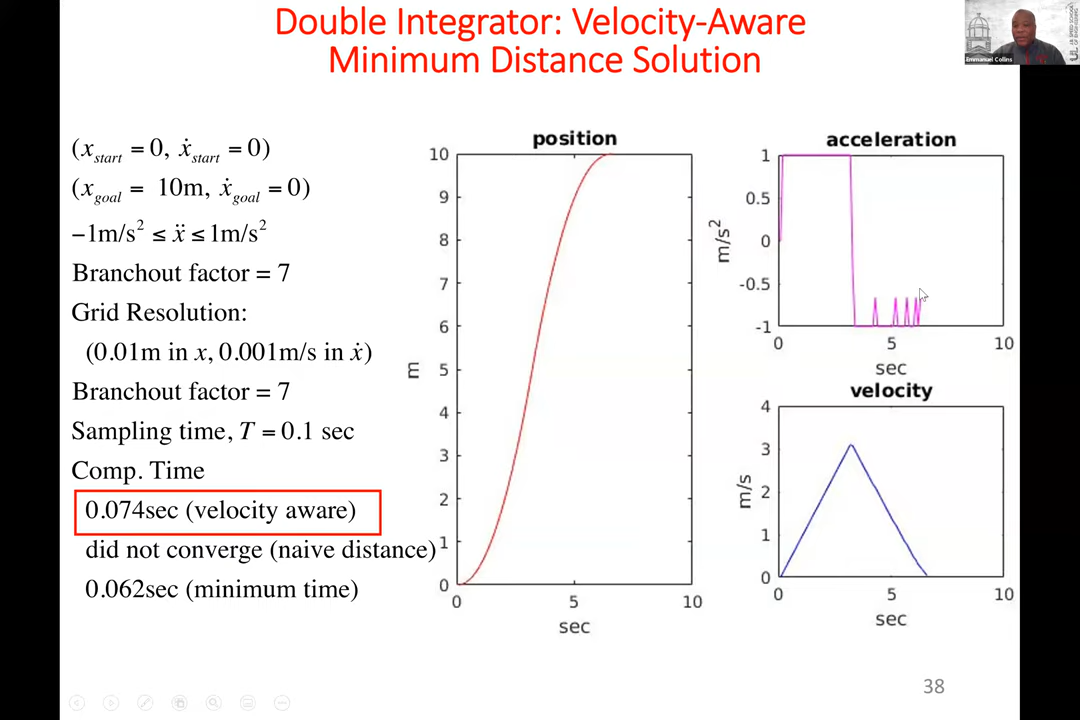 Double Integrator: Velocity-Aware
Minimum Distance Solution
Emmanuel Collins
(x_start = 0, ẋ_start = 0)
(x_goal = 10m, ẋ_goal = 0)
−1m/s² ≤ ẍ ≤ 1m/s²
Branchout factor = 7
Grid Resolution:
(0.01m in x, 0.001m/s in ẋ)
Branchout factor = 7
Sampling time, T = 0.1 sec
Comp. Time
0.074sec (velocity aware)
did not converge (naive distance)
0.062sec (minimum time)
position
10
9
8
7
6
5
4
3
2
1
0
m
0 5 10
sec
acceleration
1
0.5
0
-0.5
-1
m/s²
0 5 10
sec
velocity
4
3
2
1
0
m/s
0 5 10
sec
38